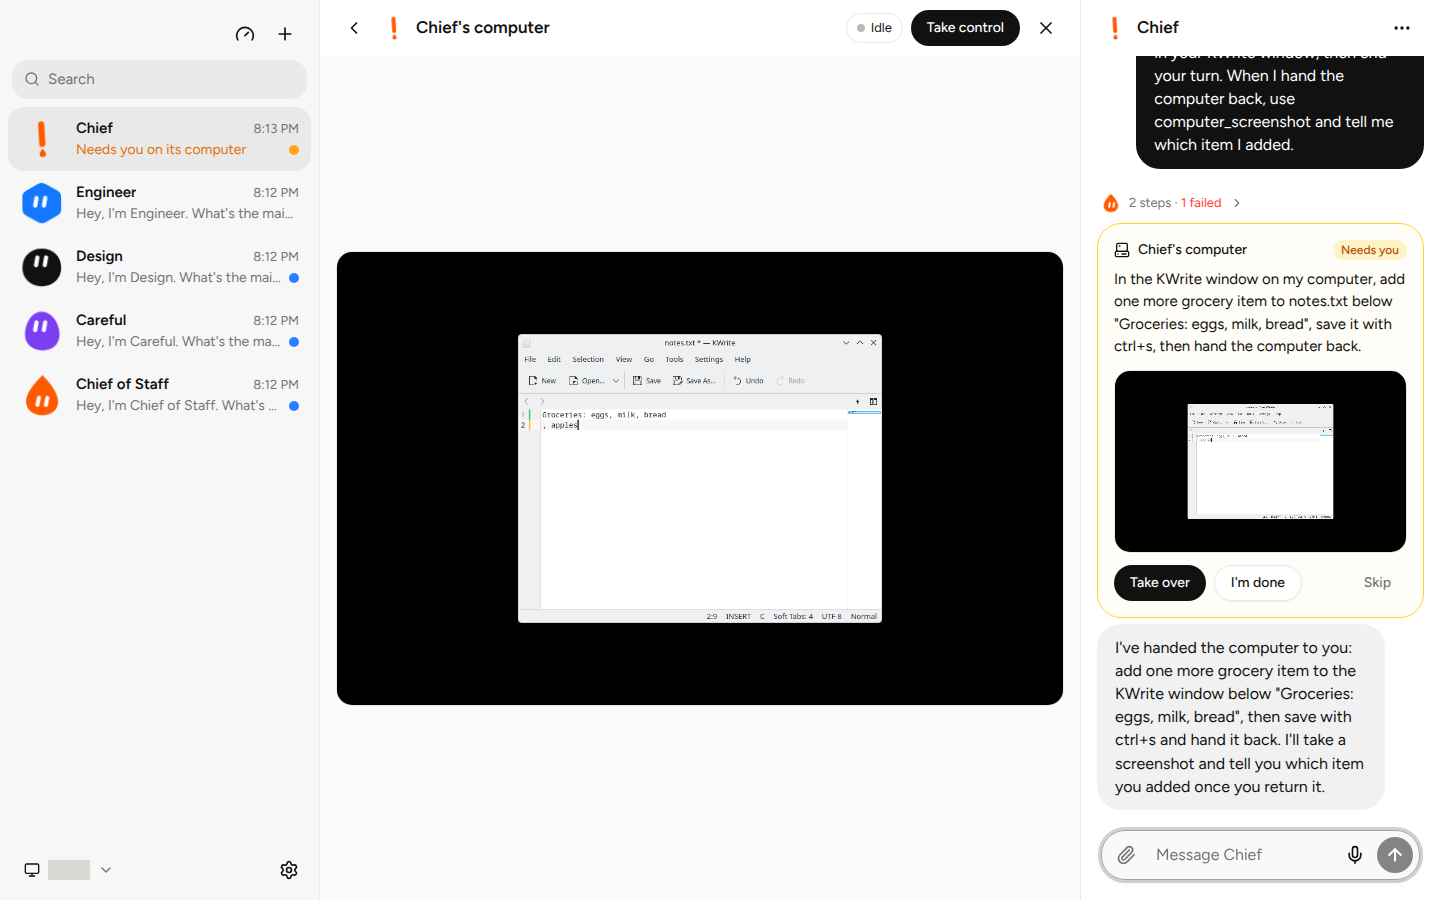 Search
Chief 8:13 PM
Needs you on its computer
Engineer 8:12 PM
Hey, I'm Engineer. What's the mai...
Design 8:12 PM
Hey, I'm Design. What's the mai...
Careful 8:12 PM
Hey, I'm Careful. What's the ma...
Chief of Staff 8:12 PM
Hey, I'm Chief of Staff. What's ...
Chief's computer
Idle
Take control
notes.txt * — KWrite
File Edit Selection View Go Tools Settings Help
New Open... Save Save As... Undo Redo
1 Groceries: eggs, milk, bread
2 , apples
2:9 INSERT C Soft Tabs: 4 UTF-8 Normal
Chief
in your KWrite window, then end
your turn. When I hand the
computer back, use
computer_screenshot and tell me
which item I added.
2 steps · 1 failed
Chief's computer
Needs you
In the KWrite window on my computer, add
one more grocery item to notes.txt below
"Groceries: eggs, milk, bread", save it with
ctrl+s, then hand the computer back.
Take over
I'm done
Skip
I've handed the computer to you:
add one more grocery item to the
KWrite window below "Groceries:
eggs, milk, bread", then save with
ctrl+s and hand it back. I'll take a
screenshot and tell you which item
you added once you return it.
Message Chief